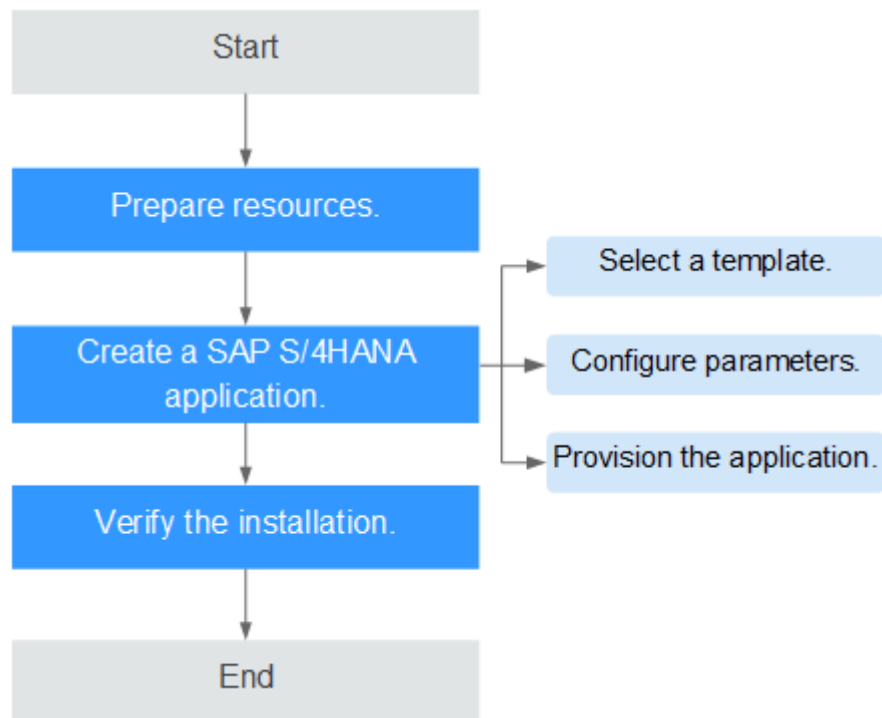 Start
Prepare resources.
Create a SAP S/4HANA
application.
Select a template.
Configure parameters.
Provision the application.
Verify the installation.
End